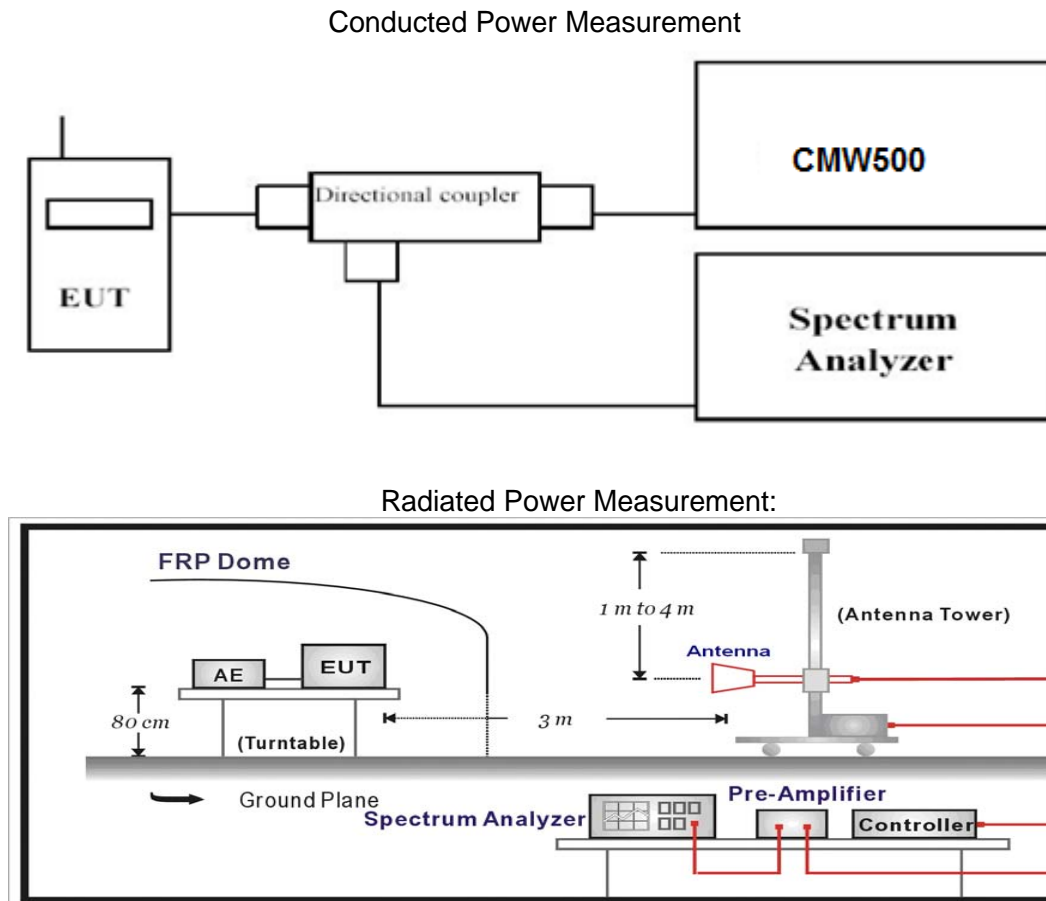 Conducted Power Measurement
CMW500
Directional coupler
EUT
Spectrum
Analyzer
Radiated Power Measurement:
FRP Dome
1 m to 4 m
(Antenna Tower)
Antenna
AE
EUT
80 cm
3 m
(Turntable)
Ground Plane
Pre-Amplifier
Spectrum Analyzer
Controller